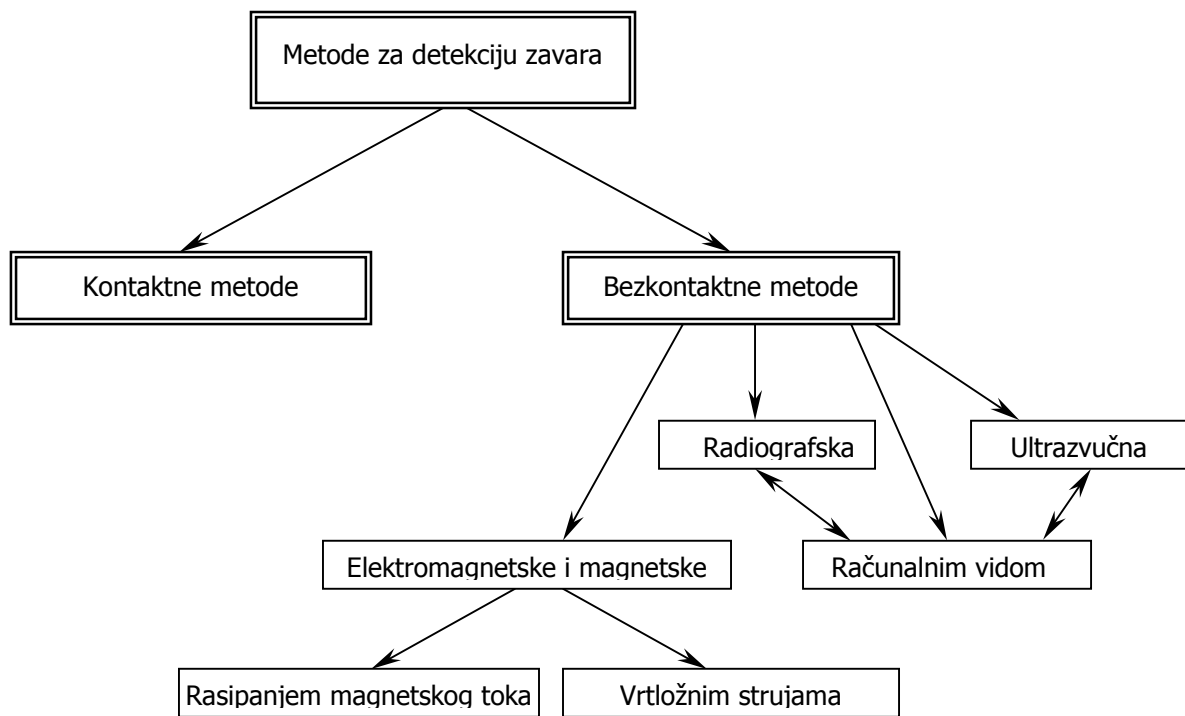 Metode za detekciju zavara
Kontaktne metode
Bezkontaktne metode
Radiografska
Ultrazvučna
Elektromagnetske i magnetske
Računalnim vidom
Rasipanjem magnetskog toka
Vrtložnim strujama